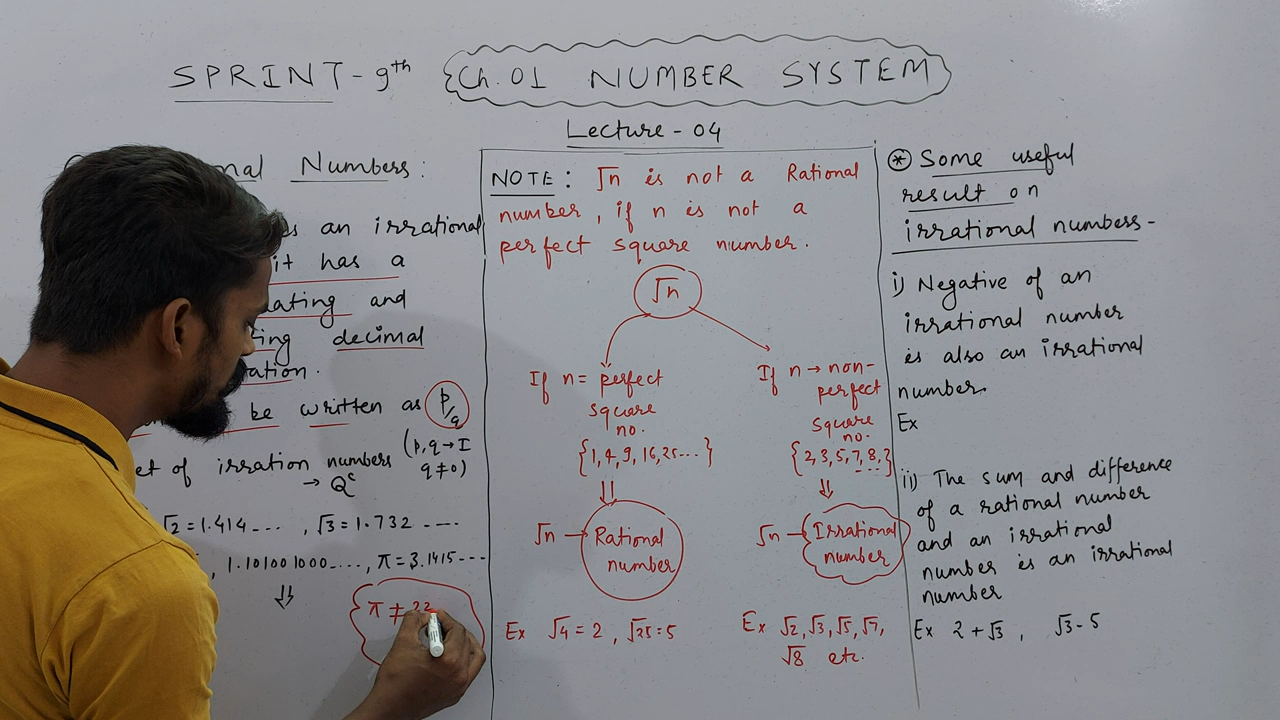 SPRINT-9th Ch.01 NUMBER SYSTEM
Lecture - 04
nal Numbers:
s an irrational
it has a
ating and
ing decimal
ation.
be written as p/q
(p,q→I
q≠0)
et of irration numbers
→ Qᶜ
√2=1.414--- , √3=1.732 ----
, 1.101001000---., π=3.1415---
⇓
π ≠ 22
NOTE: √n is not a Rational
number, if n is not a
perfect square number.
√n
If n= perfect
square
no.
{1,4,9,16,25---}
⇓
√n → Rational
number
Ex √4=2, √25=5
If n → non-
perfect
square
no.
{2,3,5,7,8,
---}
⇓
√n → Irrational
number
Ex √2,√3,√5,√7,
√8 etc.
* Some useful
result on
irrational numbers-
i) Negative of an
irrational number
is also an irrational
number.
Ex
ii) The sum and difference
of a rational number
and an irrational
number is an irrational
number
Ex 2+√3 , √3-5